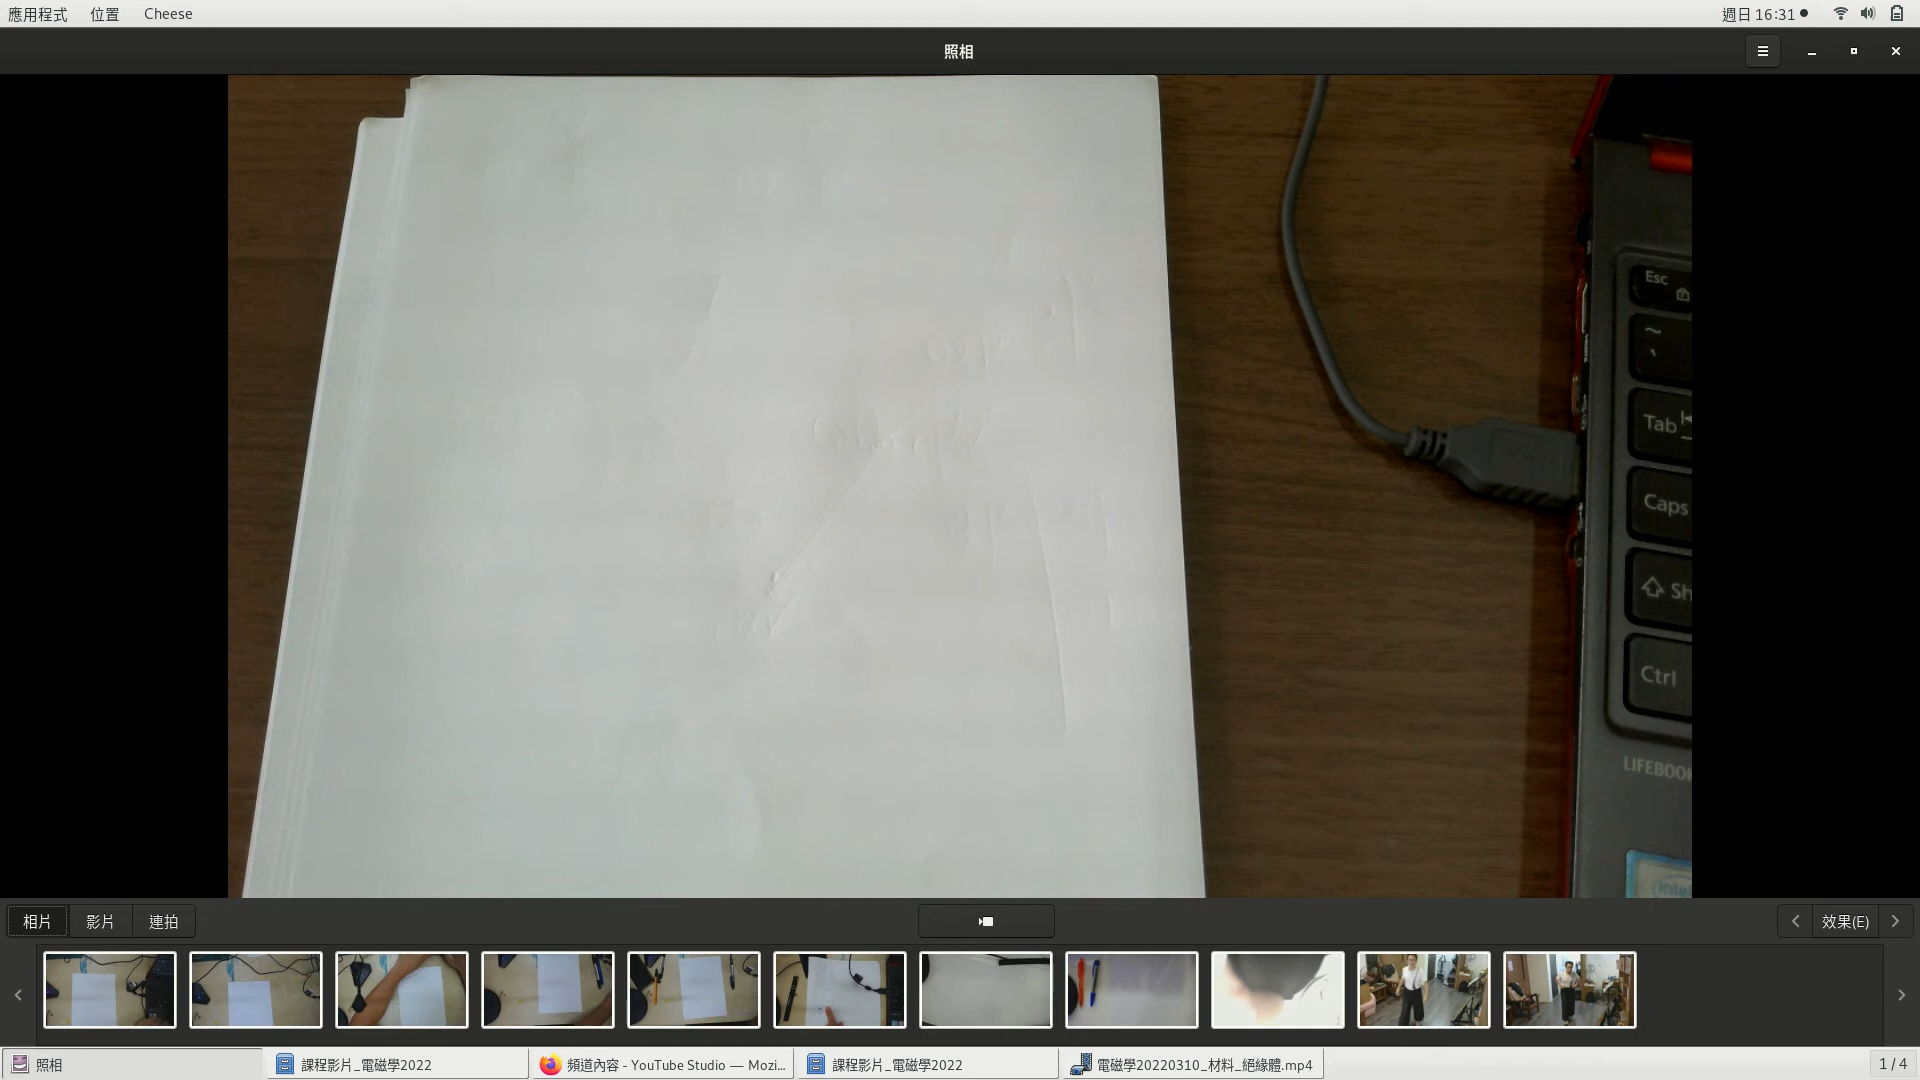 應用程式 位置 Cheese 週日 16:31
照相
Esc
~
`
Tab
Caps
Sh
Ctrl
LIFEBOOK
intel
相片 影片 連拍 效果(E)
照相 課程影片_電磁學2022 頻道內容 - YouTube Studio — Mozi… 課程影片_電磁學2022 電磁學20220310_材料_絕緣體.mp4 1 / 4